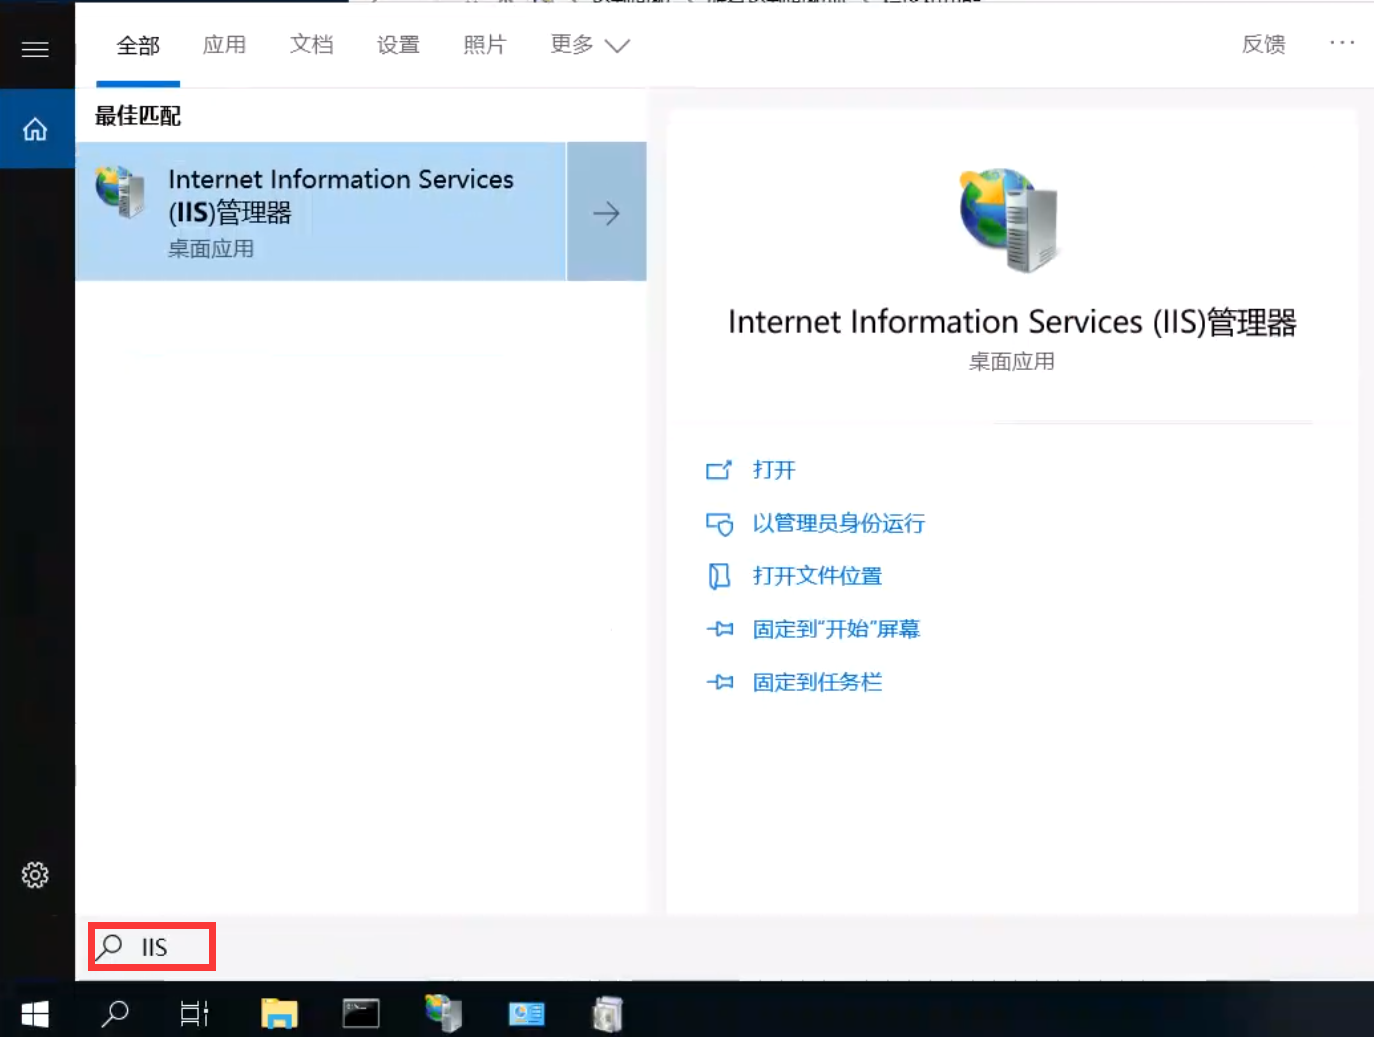 全部 应用 文档 设置 照片 更多 反馈 ···
最佳匹配
Internet Information Services
(IIS)管理器
桌面应用
Internet Information Services (IIS)管理器
桌面应用
打开
以管理员身份运行
打开文件位置
固定到“开始”屏幕
固定到任务栏
IIS